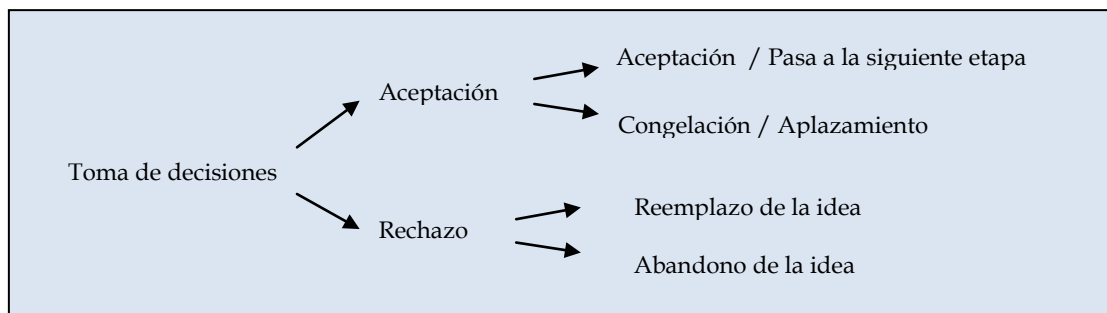 Aceptación / Pasa a la siguiente etapa
Aceptación
Congelación / Aplazamiento
Toma de decisiones
Reemplazo de la idea
Rechazo
Abandono de la idea